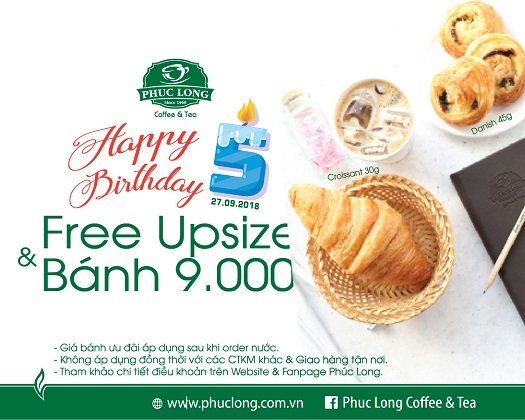 PHUC LONG
Since 1968
Coffee & Tea
Happy
Birthday
5
27.09.2018
Free Upsize
& Bánh 9.000
Danish 45g
Croissant 30g
- Giá bánh ưu đãi áp dụng sau khi order nước.
- Không áp dụng đồng thời với các CTKM khác & Giao hàng tận nơi.
- Tham khảo chi tiết điều khoản trên Website & Fanpage Phúc Long.
www.phuclong.com.vn
Phuc Long Coffee & Tea